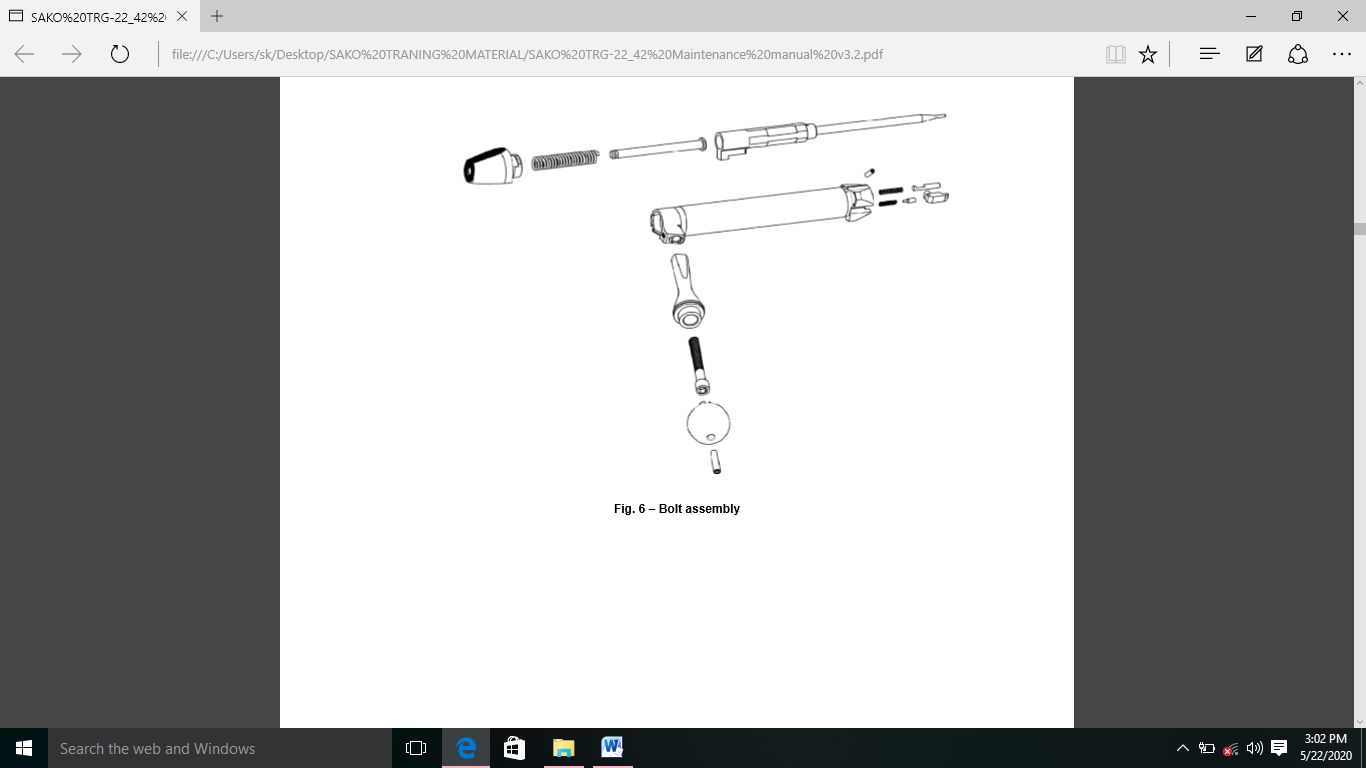 SAKO%20TRG-22_42%2
file:///C:/Users/sk/Desktop/SAKO%20TRANING%20MATERIAL/SAKO%20TRG-22_42%20Maintenance%20manual%20v3.2.pdf
Fig. 6 – Bolt assembly
Search the web and Windows
3:02 PM
5/22/2020